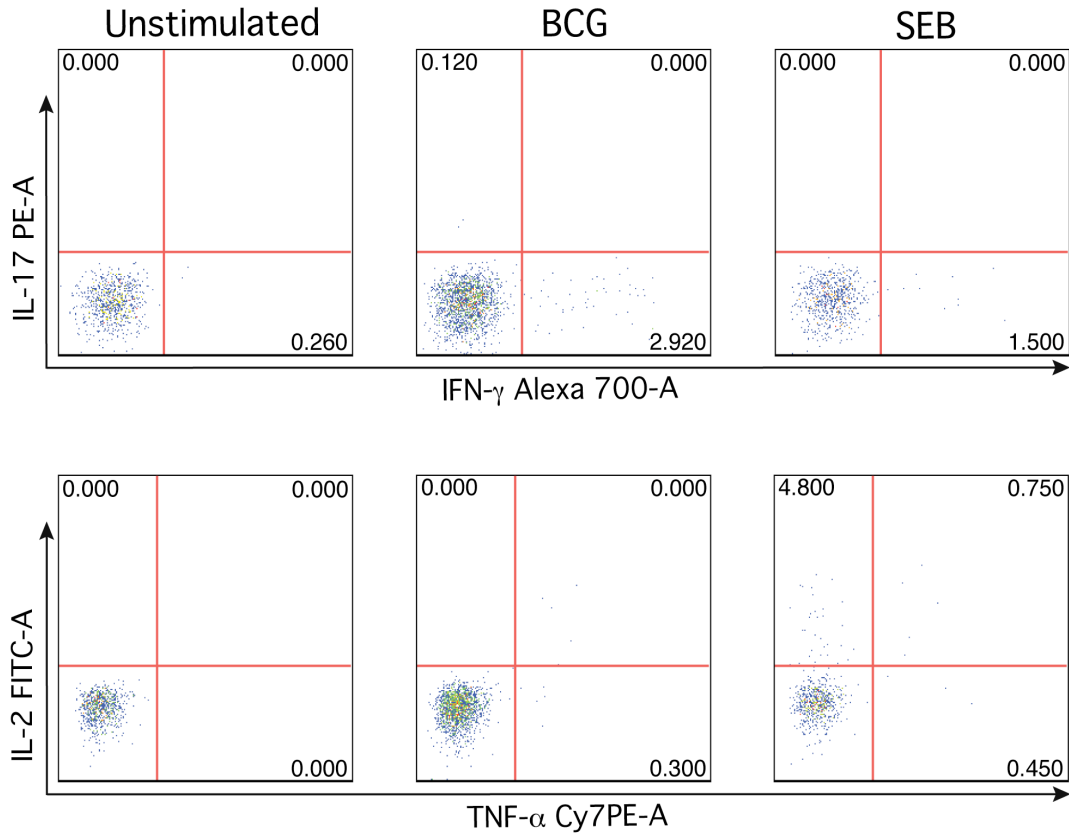 Unstimulated BCG SEB
0.000 0.000 0.120 0.000 0.000 0.000
IL-17 PE-A
0.260 2.920 1.500
IFN-γ Alexa 700-A
0.000 0.000 0.000 0.000 4.800 0.750
IL-2 FITC-A
0.000 0.300 0.450
TNF-α Cy7PE-A